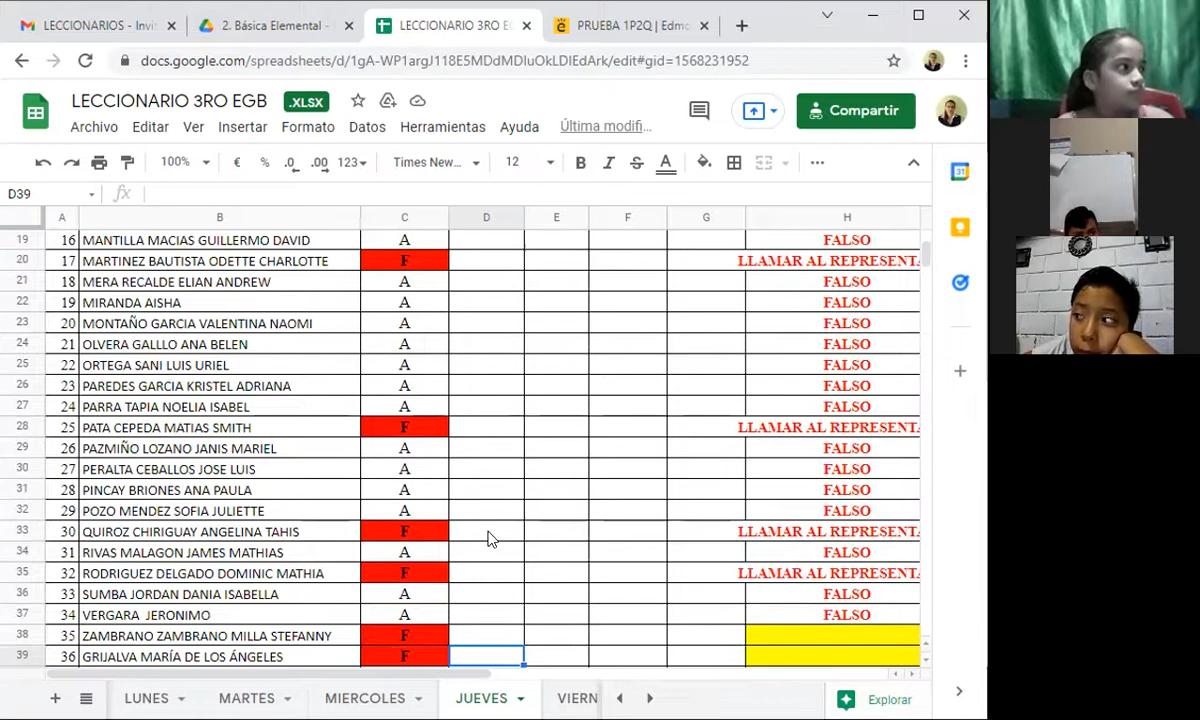 LECCIONARIOS - Invi
2. Básica Elemental -
LECCIONARIO 3RO EGB
PRUEBA 1P2Q | Edmo
docs.google.com/spreadsheets/d/1gA-WP1argJ118E5MDdMDluOkLDIEdArk/edit#gid=1568231952
LECCIONARIO 3RO EGB .XLSX
Compartir
Archivo Editar Ver Insertar Formato Datos Herramientas Ayuda Última modifi...
100% € % .0 .00 123 Times New... 12 B I S A
D39 fx
A B C D E F G H
19 16 MANTILLA MACIAS GUILLERMO DAVID A FALSO
20 17 MARTINEZ BAUTISTA ODETTE CHARLOTTE F LLAMAR AL REPRESENTA
21 18 MERA RECALDE ELIAN ANDREW A FALSO
22 19 MIRANDA AISHA A FALSO
23 20 MONTAÑO GARCIA VALENTINA NAOMI A FALSO
24 21 OLVERA GALLLO ANA BELEN A FALSO
25 22 ORTEGA SANI LUIS URIEL A FALSO
26 23 PAREDES GARCIA KRISTEL ADRIANA A FALSO
27 24 PARRA TAPIA NOELIA ISABEL A FALSO
28 25 PATA CEPEDA MATIAS SMITH F LLAMAR AL REPRESENTA
29 26 PAZMIÑO LOZANO JANIS MARIEL A FALSO
30 27 PERALTA CEBALLOS JOSE LUIS A FALSO
31 28 PINCAY BRIONES ANA PAULA A FALSO
32 29 POZO MENDEZ SOFIA JULIETTE A FALSO
33 30 QUIROZ CHIRIGUAY ANGELINA TAHIS F LLAMAR AL REPRESENTA
34 31 RIVAS MALAGON JAMES MATHIAS A FALSO
35 32 RODRIGUEZ DELGADO DOMINIC MATHIA F LLAMAR AL REPRESENTA
36 33 SUMBA JORDAN DANIA ISABELLA A FALSO
37 34 VERGARA JERONIMO A FALSO
38 35 ZAMBRANO ZAMBRANO MILLA STEFANNY F
39 36 GRIJALVA MARÍA DE LOS ÁNGELES F
LUNES MARTES MIERCOLES JUEVES VIERN Explorar